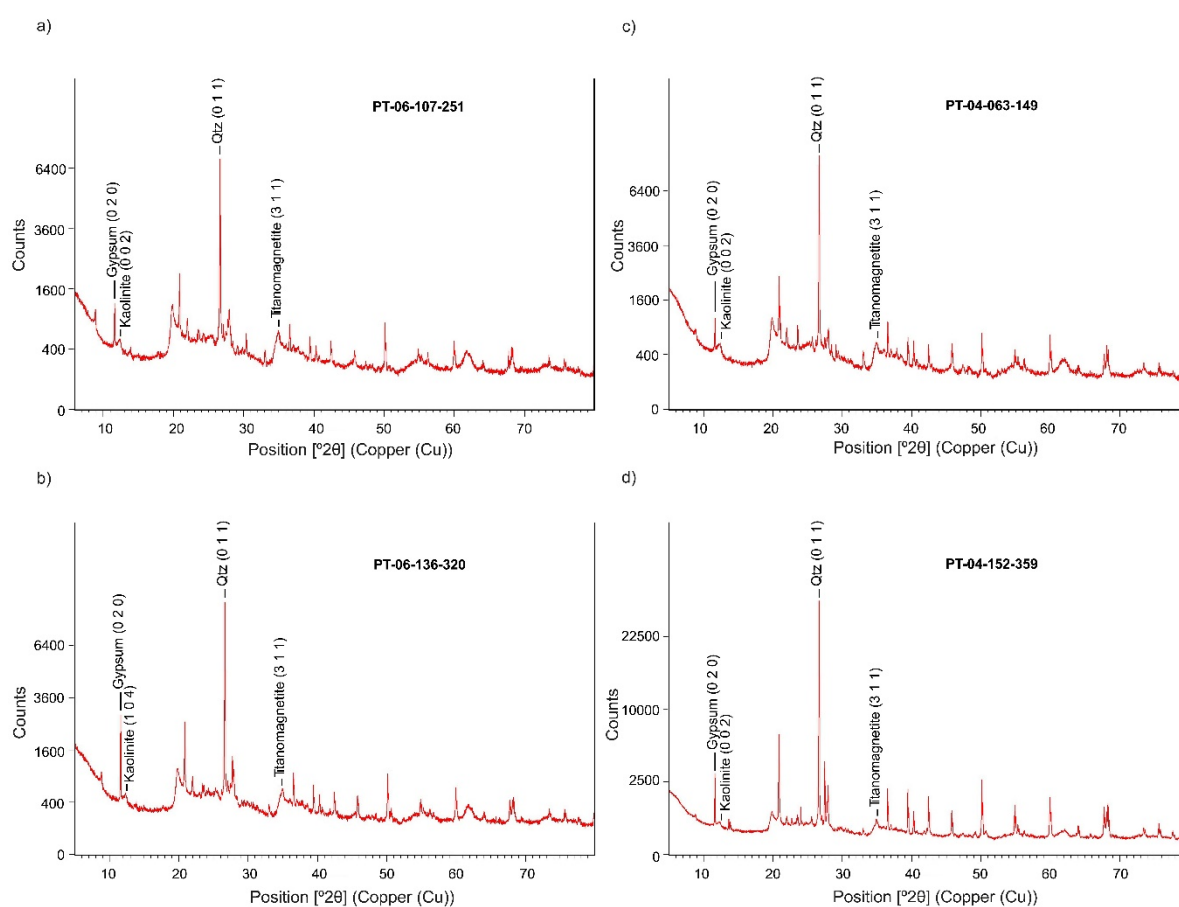 a)
PT-06-107-251
Counts
6400
3600
1600
400
0
Gypsum (0 2 0)
Kaolinite (0 0 2)
Qtz (0 1 1)
Titanomagnetite (3 1 1)
10 20 30 40 50 60 70
Position [º2θ] (Copper (Cu))
b)
PT-06-136-320
Counts
6400
3600
1600
400
0
Gypsum (0 2 0)
Kaolinite (1 0 4)
Qtz (0 1 1)
Titanomagnetite (3 1 1)
10 20 30 40 50 60 70
Position [º2θ] (Copper (Cu))
c)
PT-04-063-149
Counts
6400
3600
1600
400
0
Gypsum (0 2 0)
Kaolinite (0 0 2)
Qtz (0 1 1)
Titanomagnetite (3 1 1)
10 20 30 40 50 60 70
Position [º2θ] (Copper (Cu))
d)
PT-04-152-359
Counts
22500
10000
2500
0
Gypsum (0 2 0)
Kaolinite (0 0 2)
Qtz (0 1 1)
Titanomagnetite (3 1 1)
10 20 30 40 50 60 70
Position [º2θ] (Copper (Cu))